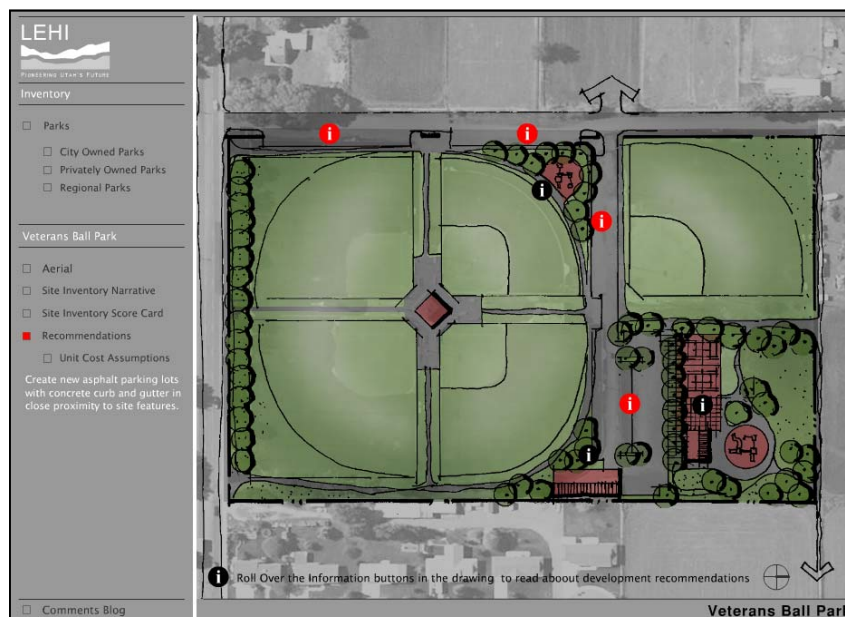 LEHI
PIONEERING UTAH'S FUTURE
Inventory
Parks
City Owned Parks
Privately Owned Parks
Regional Parks
Veterans Ball Park
Aerial
Site Inventory Narrative
Site Inventory Score Card
Recommendations
Unit Cost Assumptions
Create new asphalt parking lots
with concrete curb and gutter in
close proximity to site features.
Comments Blog
i
i
i
i
i
i
i
i Roll Over the Information buttons in the drawing to read about development recommendations
Veterans Ball Park